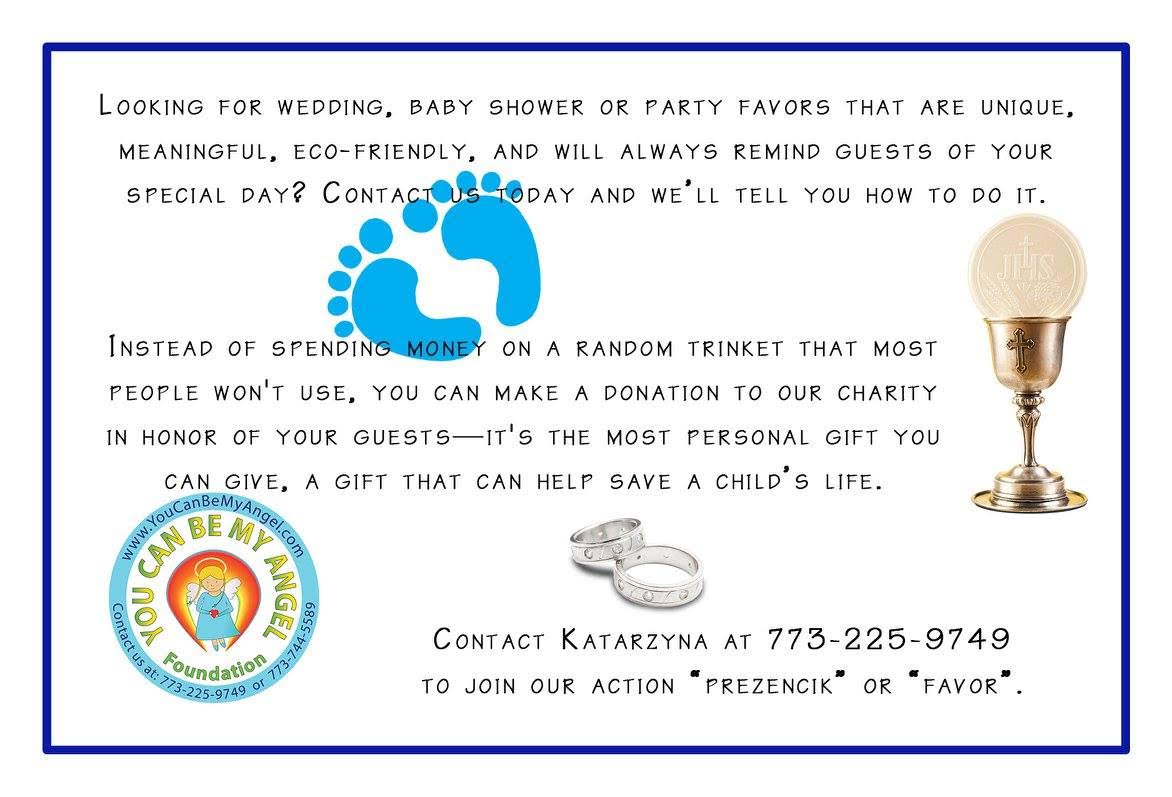 Looking for wedding, baby shower or party favors that are unique,
meaningful, eco-friendly, and will always remind guests of your
special day? Contact us today and we'll tell you how to do it.
JHS
Instead of spending money on a random trinket that most
people won't use, you can make a donation to our charity
in honor of your guests—it's the most personal gift you
can give, a gift that can help save a child's life.
www.YouCanBeMyAngel.com
YOU CAN BE MY ANGEL
Foundation
Contact us at: 773-225-9749 or 773-744-5589
Contact Katarzyna at 773-225-9749
to join our action "prezencik" or "favor".